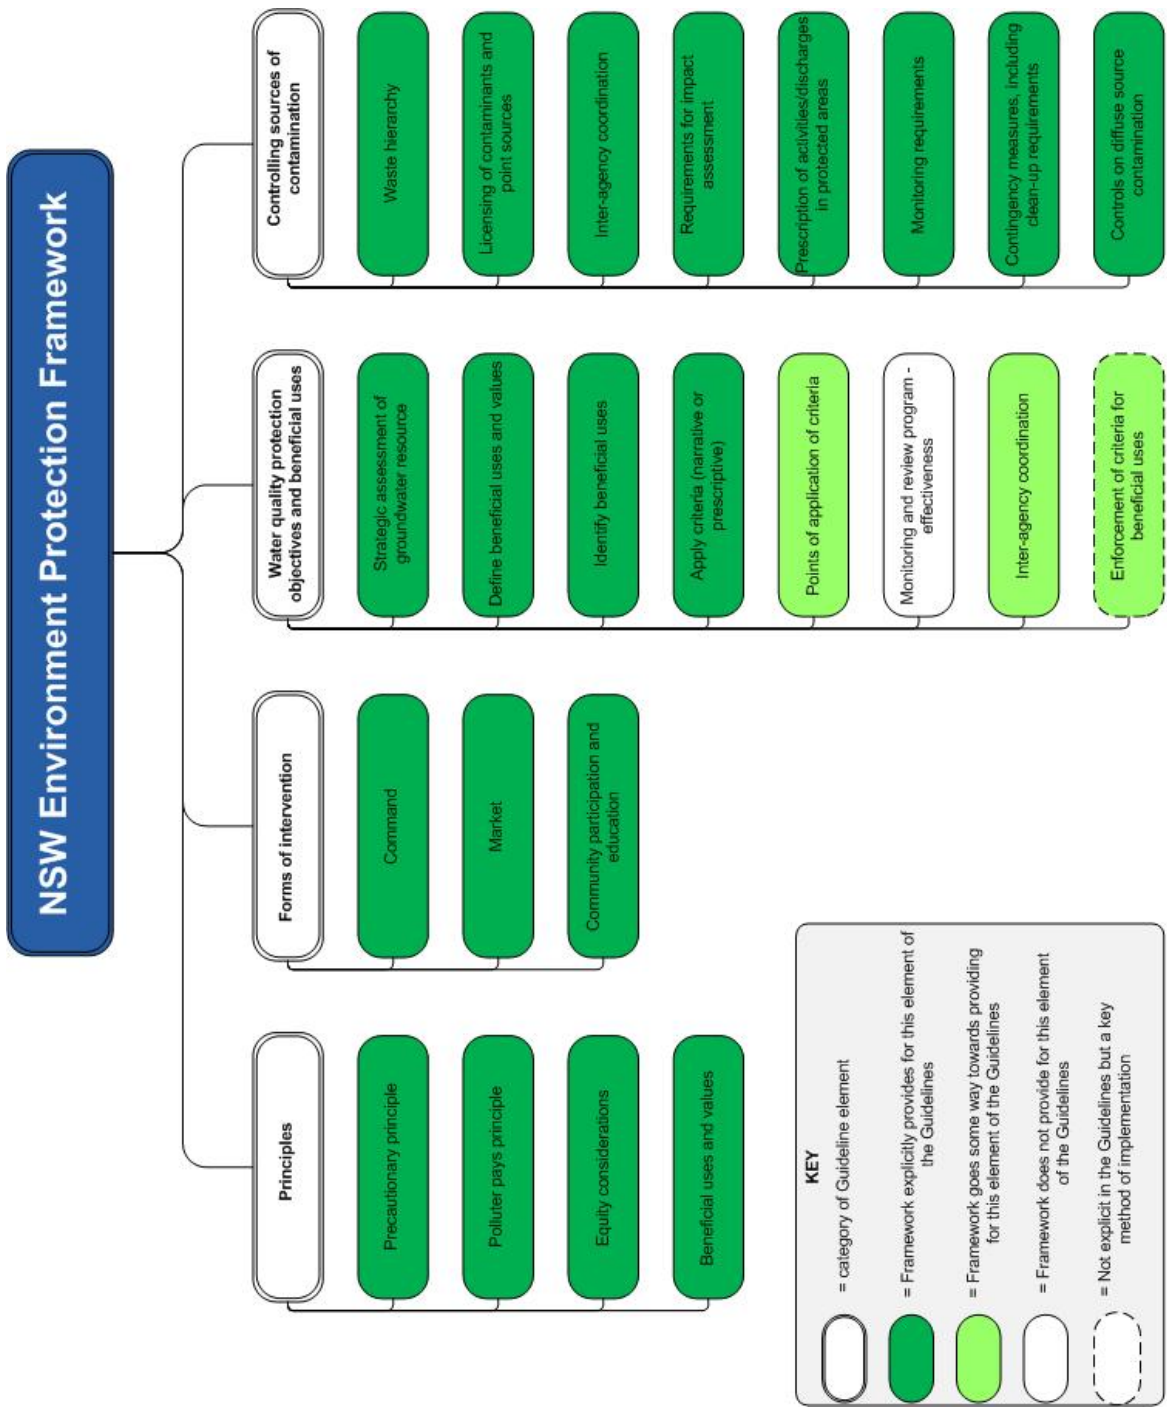 NSW Environment Protection Framework
Principles
Precautionary principle
Polluter pays principle
Equity considerations
Beneficial uses and values
Forms of intervention
Command
Market
Community participation and
education
Water quality protection
objectives and beneficial uses
Strategic assessment of
groundwater resource
Define beneficial uses and values
Identify beneficial uses
Apply criteria (narrative or
prescriptive)
Points of application of criteria
Monitoring and review program -
effectiveness
Inter-agency coordination
Enforcement of criteria for
beneficial uses
Controlling sources of
contamination
Waste hierarchy
Licensing of contaminants and
point sources
Inter-agency coordination
Requirements for impact
assessment
Prescription of activities/discharges
in protected areas
Monitoring requirements
Contingency measures, including
clean-up requirements
Controls on diffuse source
contamination
KEY
= category of Guideline element
= Framework explicitly provides for this element of
the Guidelines
= Framework goes some way towards providing
for this element of the Guidelines
= Framework does not provide for this element
of the Guidelines
= Not explicit in the Guidelines but a key
method of implementation